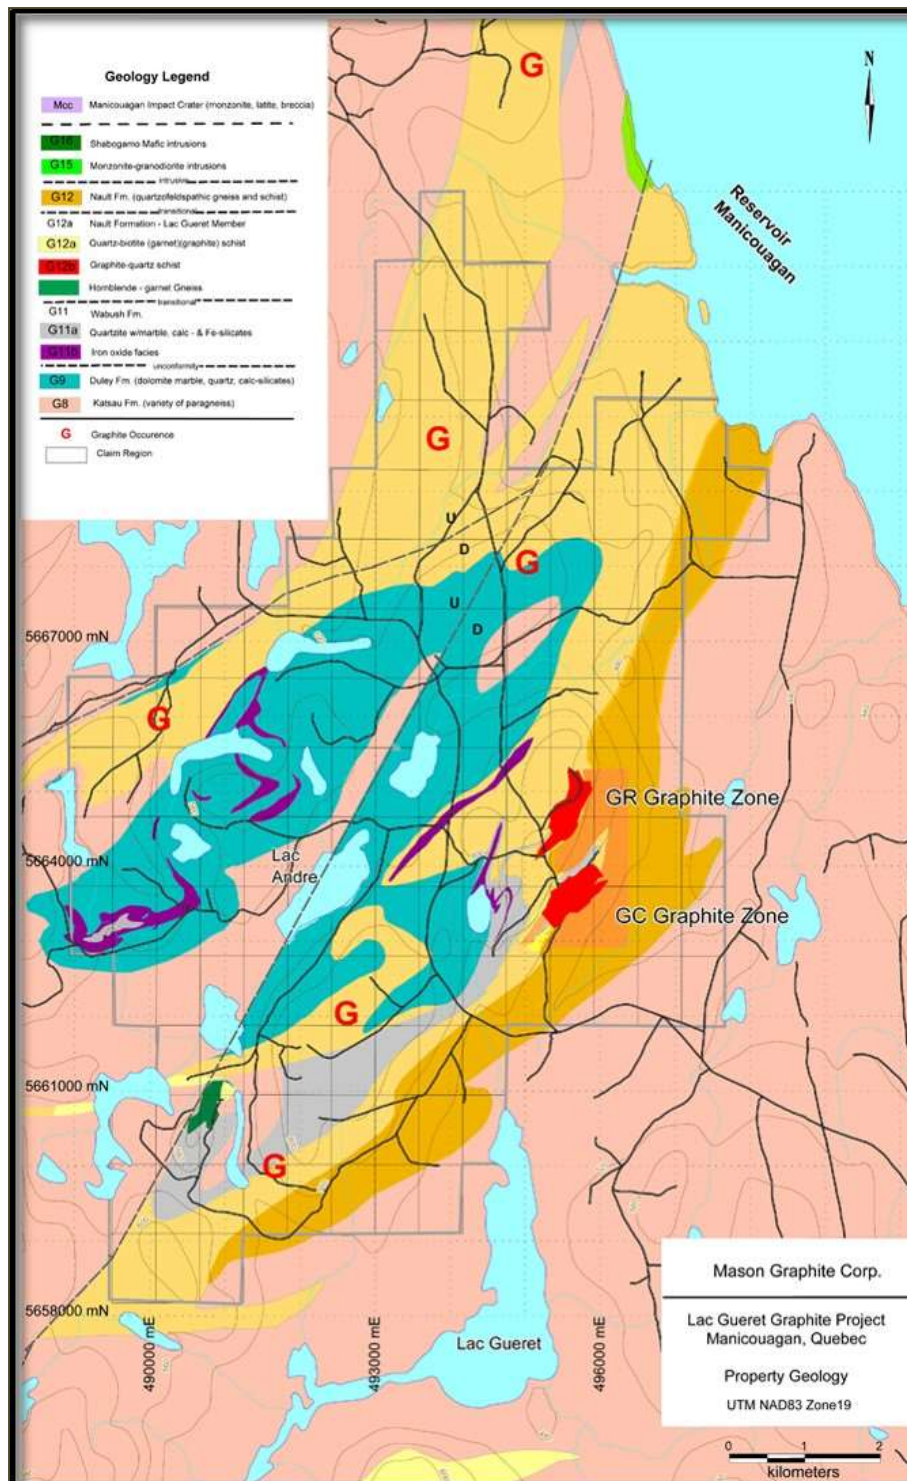 Geology Legend
Mcc Manicouagan Impact Crater (monzonite, latite, breccia)
G16 Shabogamo Mafic intrusions
G15 Monzonite-granodiorite intrusions
intrusive
G12 Nault Fm. (quartzofeldspathic gneiss and schist)
transitional
G12a Nault Formation - Lac Gueret Member
G12a Quartz-biotite (garnet)(graphite) schist
G12b Graphite-quartz schist
Hornblende - garnet Gneiss
transitional
G11 Wabush Fm.
G11a Quartzite w/marble, calc - & Fe-silicates
G11b Iron oxide facies
unconformity
G9 Duley Fm. (dolomite marble, quartz, calc-silicates)
G8 Katsau Fm. (variety of paragneiss)
G Graphite Occurence
Claim Region
N
G
Reservoir
Manicouagan
G
U
D
G
U
D
5667000 mN
G
GR Graphite Zone
5664000 mN
Lac
Andre
GC Graphite Zone
G
5661000 mN
G
5658000 mN
490000 mE
493000 mE
496000 mE
Lac Gueret
Mason Graphite Corp.
Lac Gueret Graphite Project
Manicouagan, Quebec
Property Geology
UTM NAD83 Zone19
0 1 2
kilometers